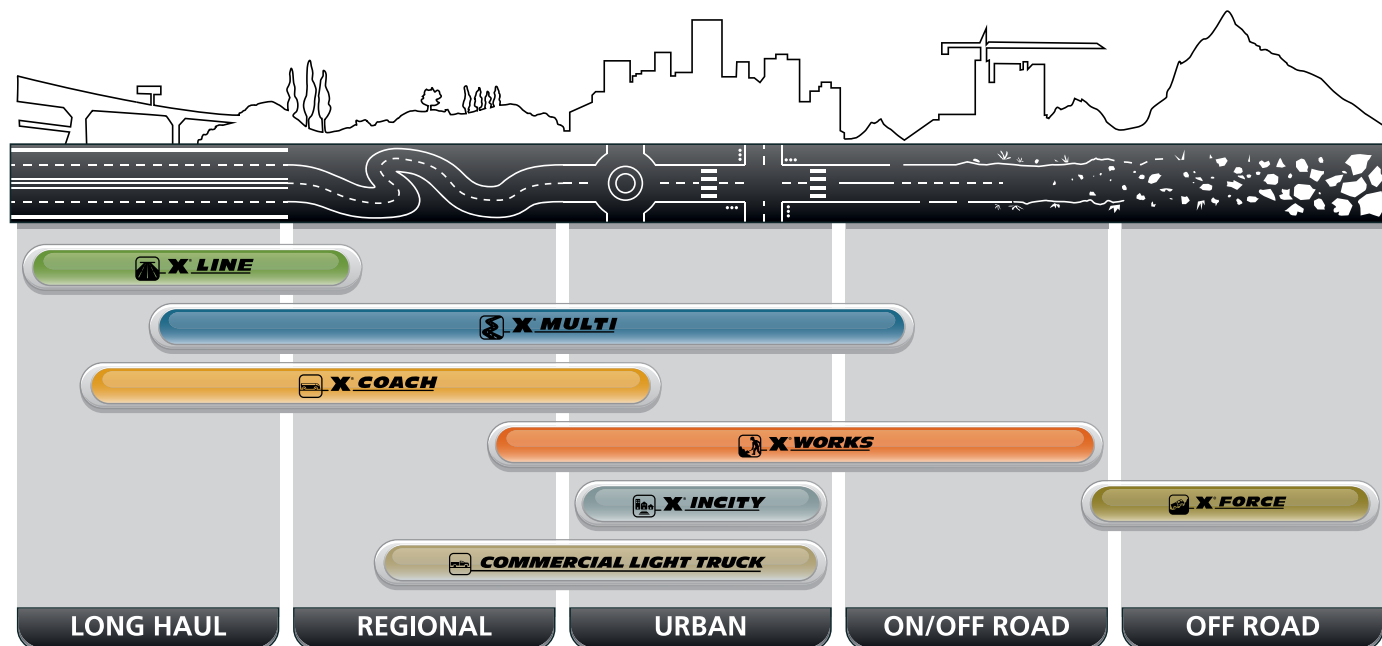 X® LINE
X® MULTI
X® COACH
X® WORKS
X® INCITY
X® FORCE
COMMERCIAL LIGHT TRUCK
LONG HAUL
REGIONAL
URBAN
ON/OFF ROAD
OFF ROAD